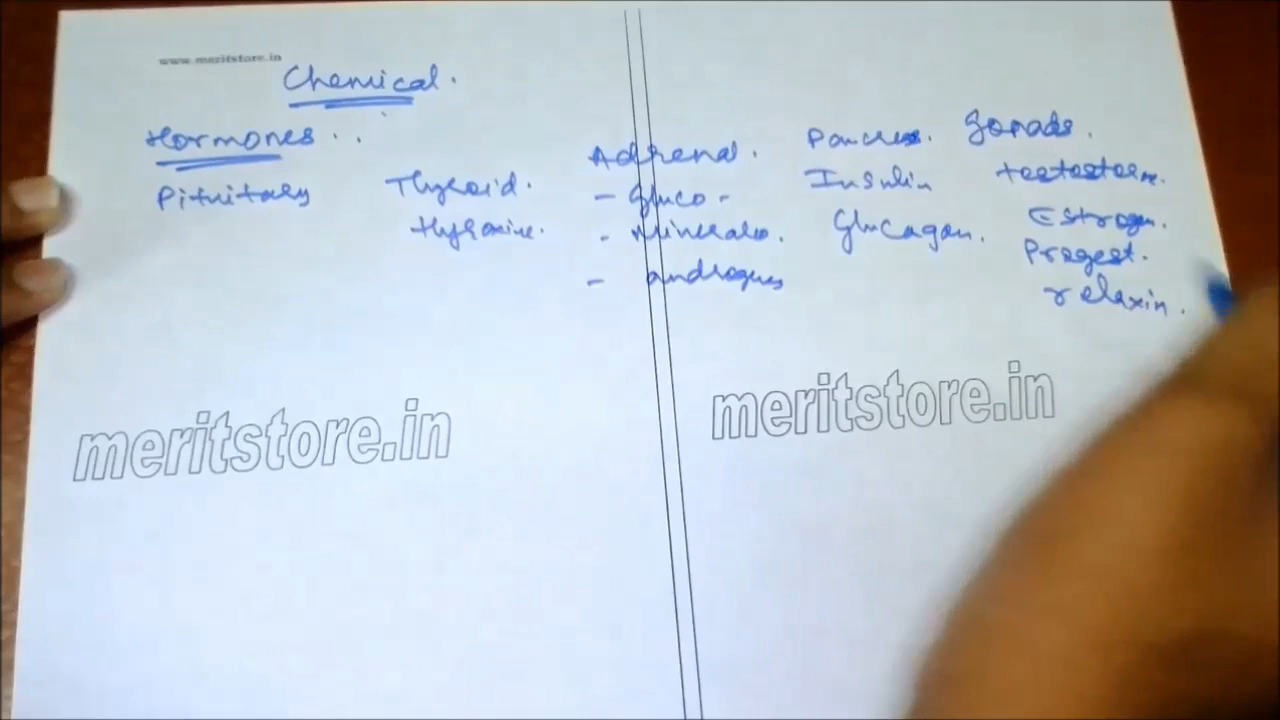 www.meritstore.in
Chemical.
Hormones..
Pituitary
Thyroid.
thyroxine.
Adrenal.
- Gluco-
- Mineralo.
- androgens
Pancreas.
Insulin
Glucagon.
Gonads.
testosterone.
Estrogen.
Progest.
relaxin.
meritstore.in
meritstore.in